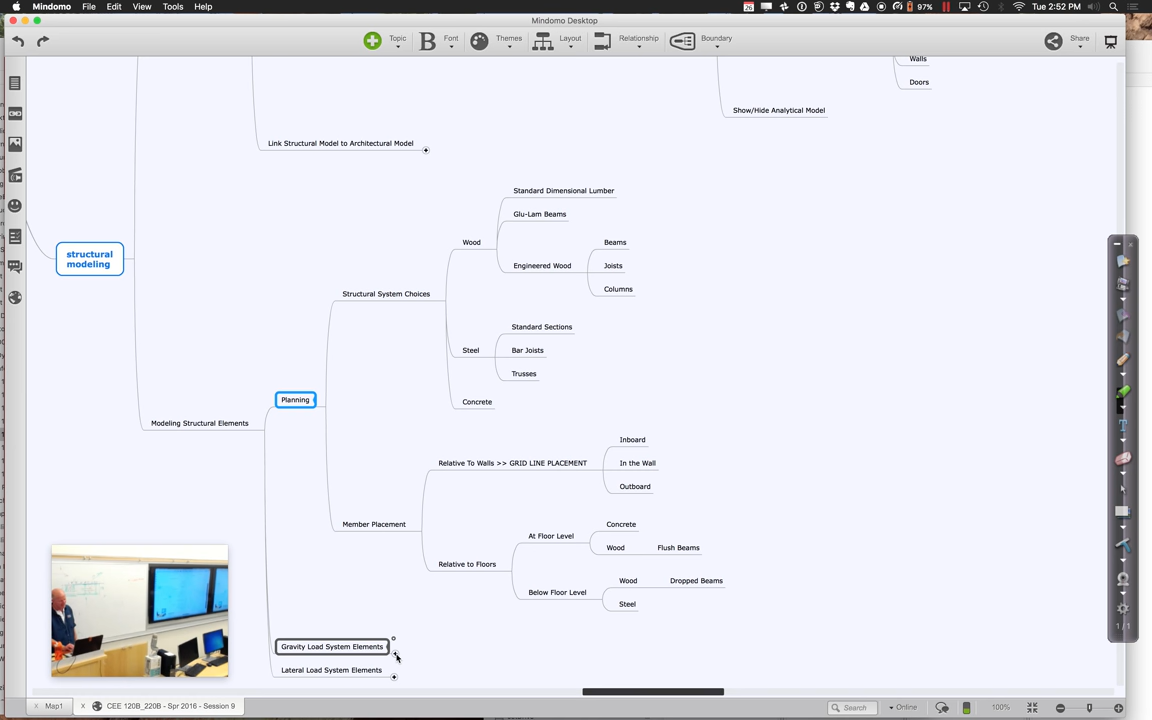 Mindomo File Edit View Tools Help
26 97% Tue 2:52 PM
Mindomo Desktop
Topic Font Themes Layout Relationship Boundary Share
Walls
Doors
Show/Hide Analytical Model
Link Structural Model to Architectural Model
Standard Dimensional Lumber
Glu-Lam Beams
Wood
Engineered Wood
Beams
Joists
Columns
structural
modeling
Structural System Choices
Standard Sections
Steel
Bar Joists
Trusses
Concrete
Planning
Modeling Structural Elements
Inboard
Relative To Walls >> GRID LINE PLACEMENT
In the Wall
Outboard
Member Placement
Concrete
At Floor Level
Wood
Flush Beams
Relative to Floors
Wood
Dropped Beams
Below Floor Level
Steel
Gravity Load System Elements
Lateral Load System Elements
1 / 1
x Map1 x CEE 120B_220B - Spr 2016 - Session 9 Search Online 100%